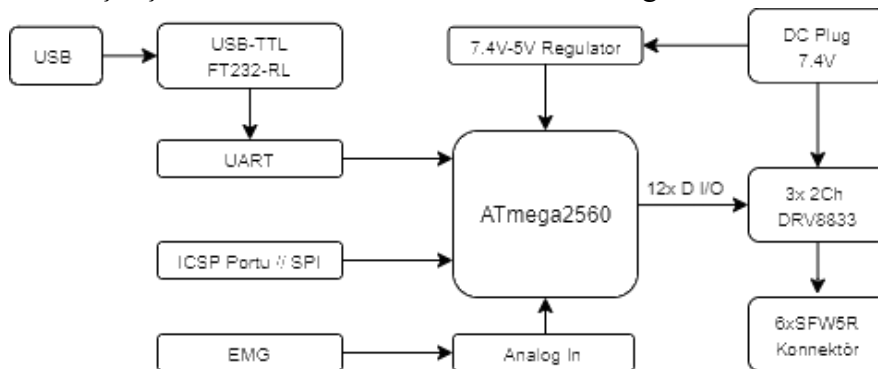 USB
USB-TTL
FT232-RL
7.4V-5V Regulator
DC Plug
7.4V
UART
ATmega2560
12x D I/O
3x 2Ch
DRV8833
ICSP Portu // SPI
EMG
Analog In
6xSFW5R
Konnektör